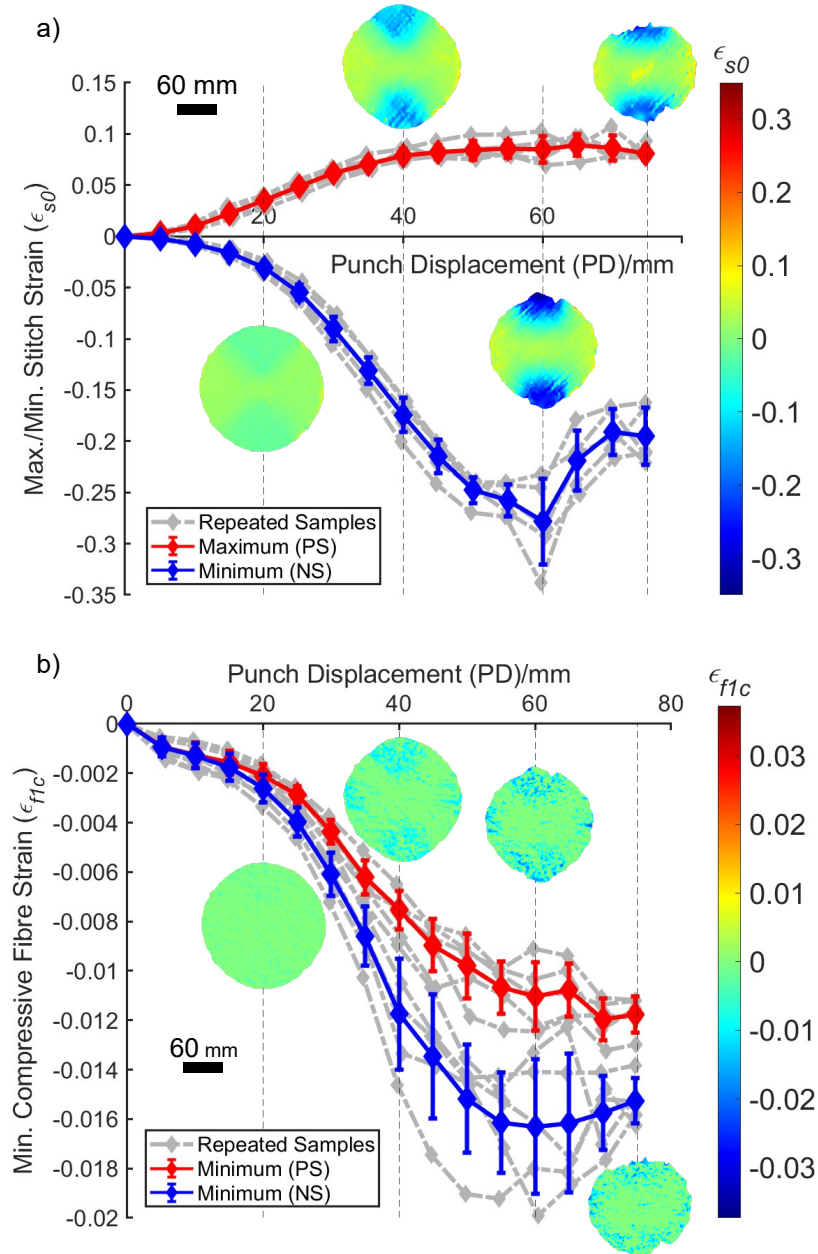 a)
60 mm
ϵs0
0.15
0.1
0.05
0
-0.05
-0.1
-0.15
-0.2
-0.25
-0.3
-0.35
20
40
60
Punch Displacement (PD)/mm
Max./Min. Stitch Strain (ϵs0)
Repeated Samples
Maximum (PS)
Minimum (NS)
0.3
0.2
0.1
0
-0.1
-0.2
-0.3
b)
Punch Displacement (PD)/mm
0
20
40
60
80
ϵf1c
0
-0.002
-0.004
-0.006
-0.008
-0.01
-0.012
-0.014
-0.016
-0.018
-0.02
Min. Compressive Fibre Strain (ϵf1c)
60 mm
Repeated Samples
Minimum (PS)
Minimum (NS)
0.03
0.02
0.01
0
-0.01
-0.02
-0.03